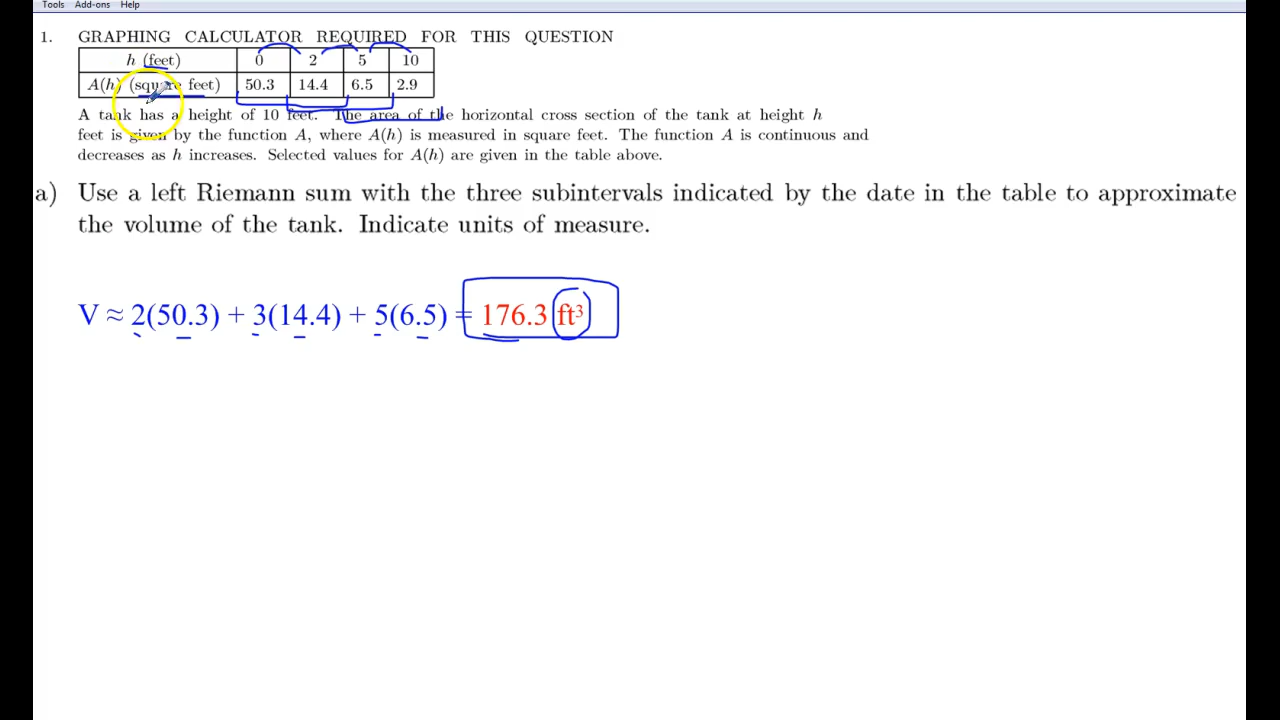 Tools Add-ons Help
1. GRAPHING CALCULATOR REQUIRED FOR THIS QUESTION
h (feet) 0 2 5 10
A(h) (square feet) 50.3 14.4 6.5 2.9
A tank has a height of 10 feet. The area of the horizontal cross section of the tank at height h
feet is given by the function A, where A(h) is measured in square feet. The function A is continuous and
decreases as h increases. Selected values for A(h) are given in the table above.
a) Use a left Riemann sum with the three subintervals indicated by the date in the table to approximate
the volume of the tank. Indicate units of measure.
V ≈ 2(50.3) + 3(14.4) + 5(6.5) = 176.3 ft³